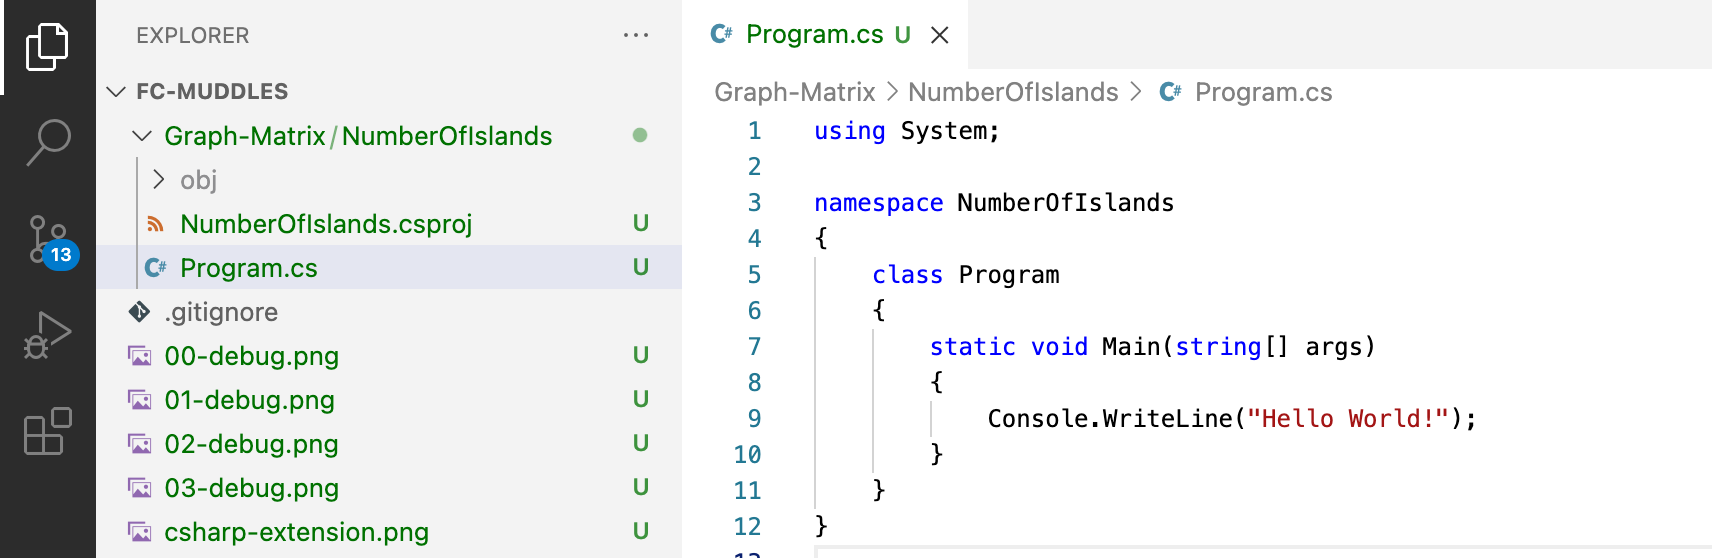 EXPLORER ...
FC-MUDDLES
Graph-Matrix/NumberOfIslands
obj
NumberOfIslands.csproj U
C# Program.cs U
.gitignore
00-debug.png U
01-debug.png U
02-debug.png U
03-debug.png U
csharp-extension.png U
13
C# Program.cs U ×
Graph-Matrix > NumberOfIslands > C# Program.cs
1 using System;
2
3 namespace NumberOfIslands
4 {
5     class Program
6     {
7         static void Main(string[] args)
8         {
9             Console.WriteLine("Hello World!");
10         }
11     }
12 }
13